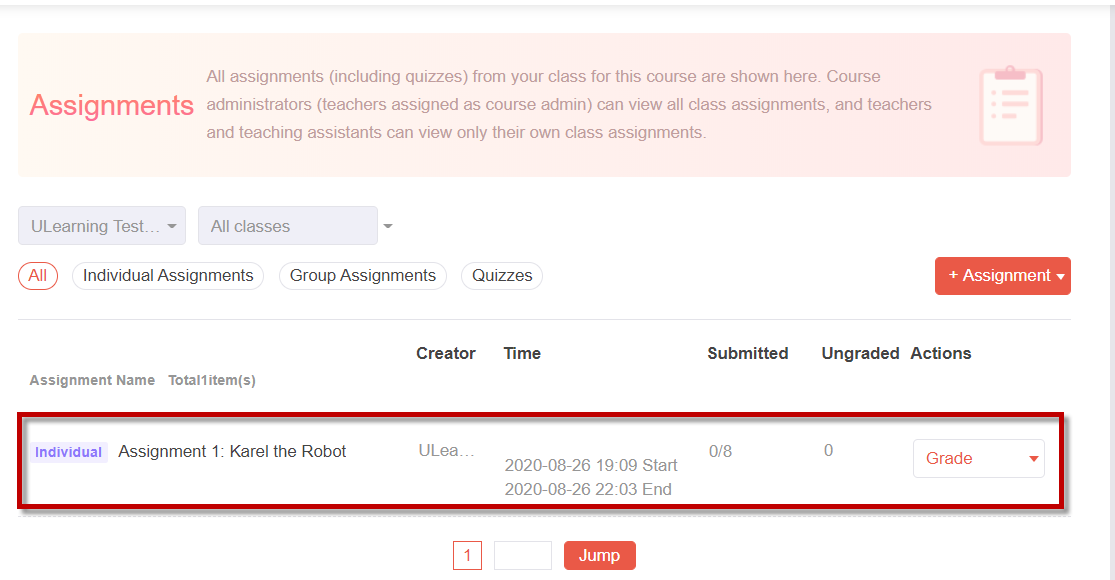 Assignments
All assignments (including quizzes) from your class for this course are shown here. Course
administrators (teachers assigned as course admin) can view all class assignments, and teachers
and teaching assistants can view only their own class assignments.
ULearning Test... All classes
All Individual Assignments Group Assignments Quizzes + Assignment
Creator Time Submitted Ungraded Actions
Assignment Name Total1item(s)
Individual Assignment 1: Karel the Robot ULea... 0/8 0 Grade
2020-08-26 19:09 Start
2020-08-26 22:03 End
1 Jump